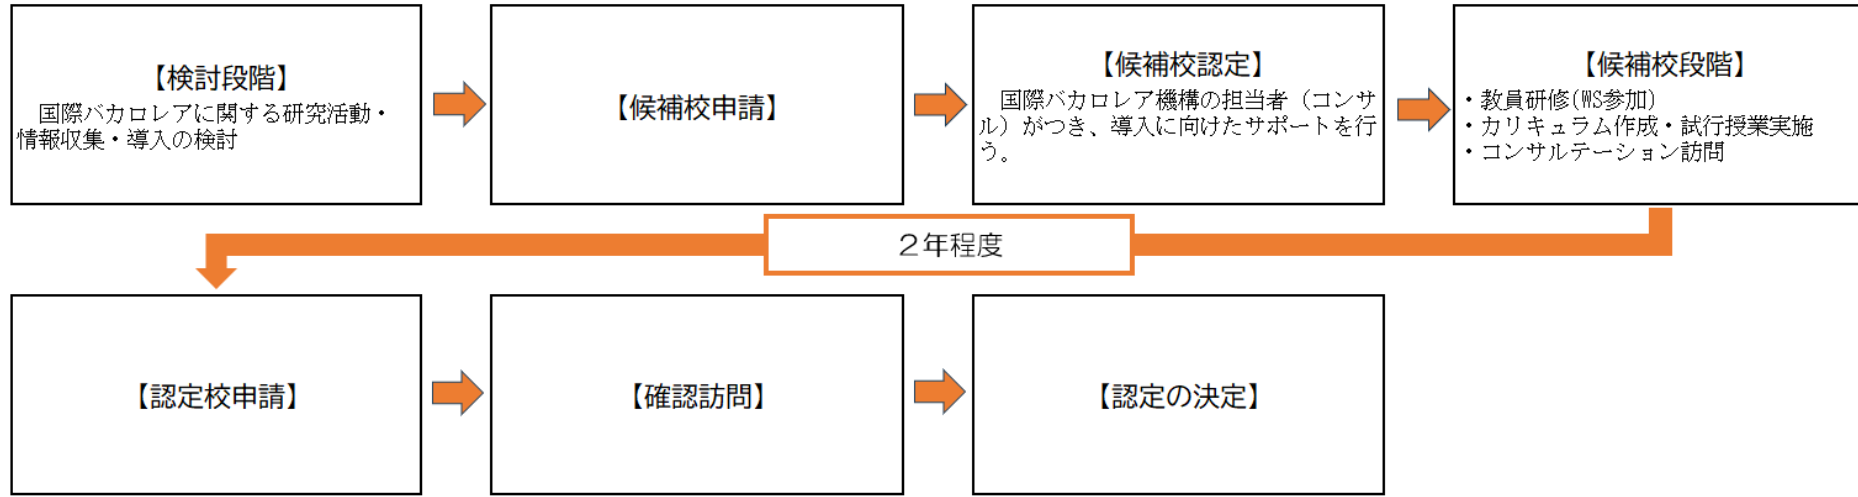 【検討段階】
国際バカロレアに関する研究活動・
情報収集・導入の検討
【候補校申請】
【候補校認定】
国際バカロレア機構の担当者（コンサ
ル）がつき、導入に向けたサポートを行
う。
【候補校段階】
・教員研修(WS参加)
・カリキュラム作成・試行授業実施
・コンサルテーション訪問
２年程度
【認定校申請】
【確認訪問】
【認定の決定】